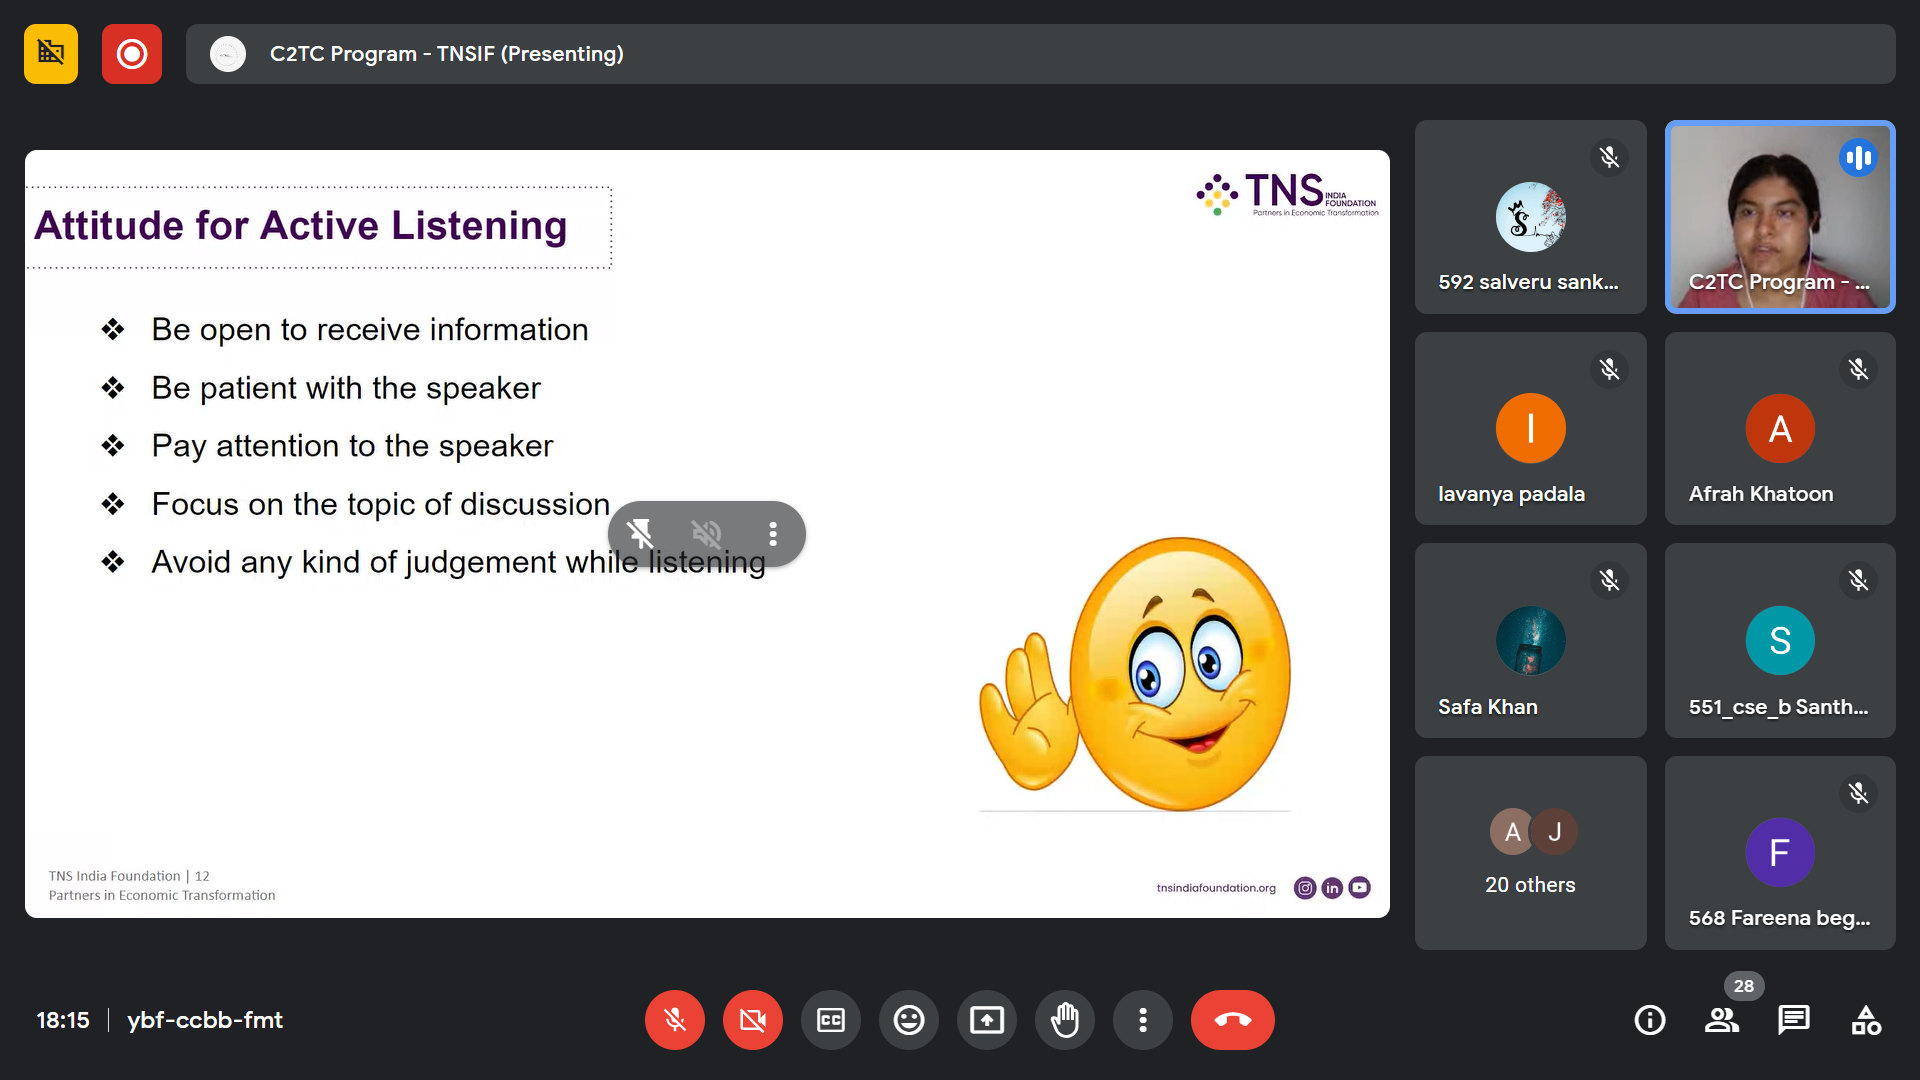 C2TC Program - TNSIF (Presenting)
Attitude for Active Listening
TNS INDIA
FOUNDATION
Partners in Economic Transformation
❖ Be open to receive information
❖ Be patient with the speaker
❖ Pay attention to the speaker
❖ Focus on the topic of discussion
❖ Avoid any kind of judgement while listening
TNS India Foundation | 12
Partners in Economic Transformation
tnsindiafoundation.org
in
592 salveru sank...
C2TC Program - ...
lavanya padala
A
Afrah Khatoon
Safa Khan
S
551_cse_b Santh...
A J
20 others
F
568 Fareena beg...
18:15 | ybf-ccbb-fmt
CC
28